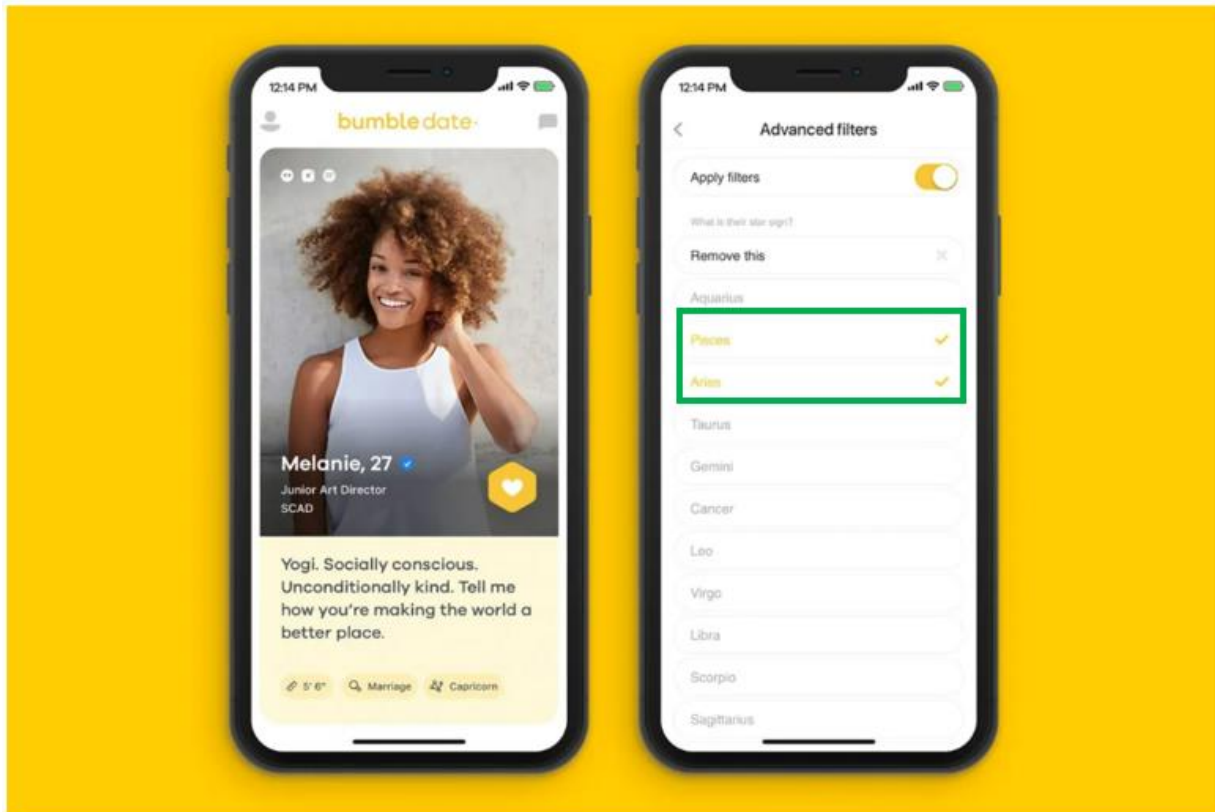 12:14 PM
bumble date
Melanie, 27
Junior Art Director
SCAD
Yogi. Socially conscious.
Unconditionally kind. Tell me
how you're making the world a
better place.
5' 6" Marriage Capricorn
12:14 PM
Advanced filters
Apply filters
What is their star sign?
Remove this
Aquarius
Pisces
Aries
Taurus
Gemini
Cancer
Leo
Virgo
Libra
Scorpio
Sagittarius